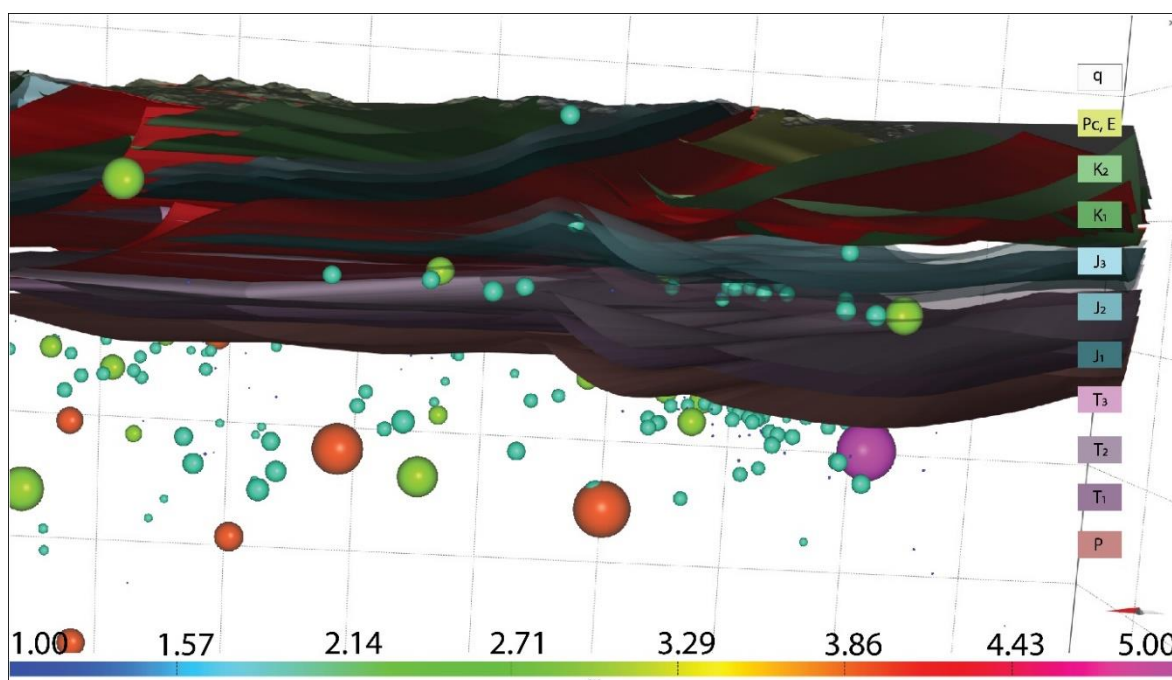 q
Pc, E
K₂
K₁
J₃
J₂
J₁
T₃
T₂
T₁
P
1.00 1.57 2.14 2.71 3.29 3.86 4.43 5.00